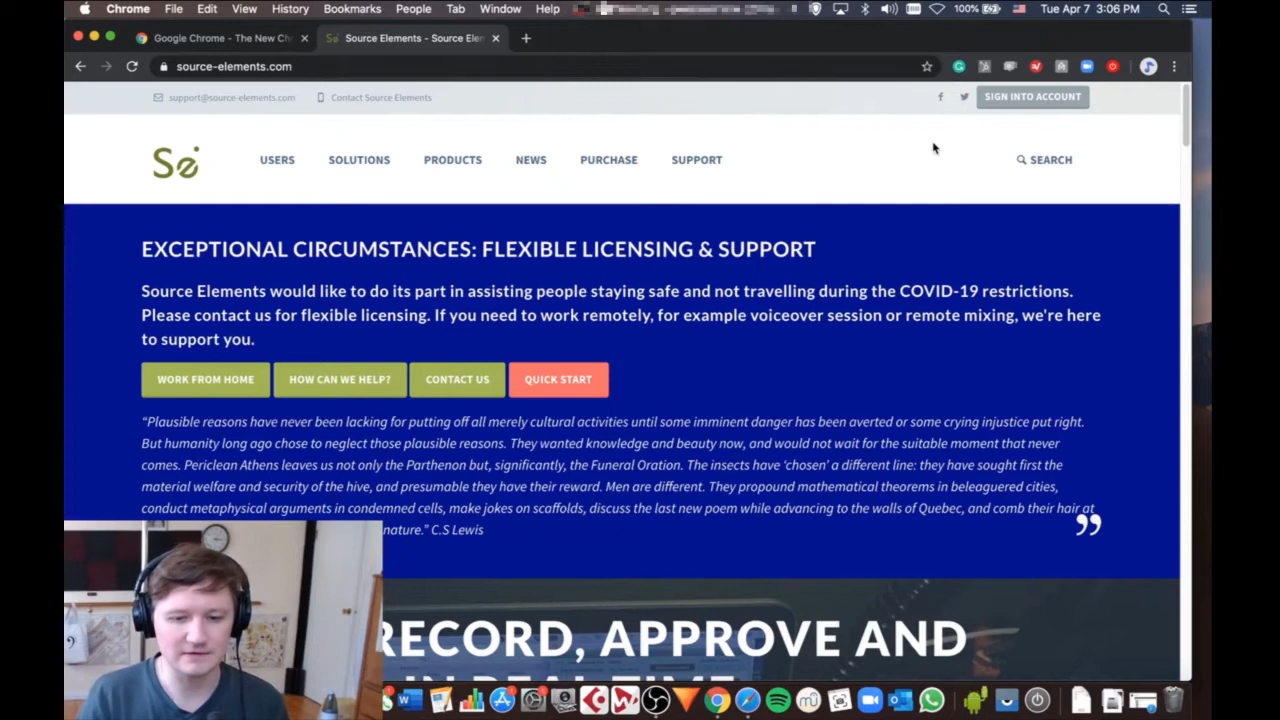 Chrome File Edit View History Bookmarks People Tab Window Help 100% Tue Apr 7 3:06 PM
Google Chrome - The New Ch Source Elements - Source Ele
source-elements.com
support@source-elements.com Contact Source Elements SIGN INTO ACCOUNT
Se USERS SOLUTIONS PRODUCTS NEWS PURCHASE SUPPORT SEARCH
EXCEPTIONAL CIRCUMSTANCES: FLEXIBLE LICENSING & SUPPORT
Source Elements would like to do its part in assisting people staying safe and not travelling during the COVID-19 restrictions.
Please contact us for flexible licensing. If you need to work remotely, for example voiceover session or remote mixing, we're here
to support you.
WORK FROM HOME HOW CAN WE HELP? CONTACT US QUICK START
“Plausible reasons have never been lacking for putting off all merely cultural activities until some imminent danger has been averted or some crying injustice put right.
But humanity long ago chose to neglect those plausible reasons. They wanted knowledge and beauty now, and would not wait for the suitable moment that never
comes. Periclean Athens leaves us not only the Parthenon but, significantly, the Funeral Oration. The insects have ‘chosen’ a different line: they have sought first the
material welfare and security of the hive, and presumable they have their reward. Men are different. They propound mathematical theorems in beleaguered cities,
conduct metaphysical arguments in condemned cells, make jokes on scaffolds, discuss the last new poem while advancing to the walls of Quebec, and comb their hair at
nature.” C.S Lewis
RECORD, APPROVE AND
IN REAL TIME